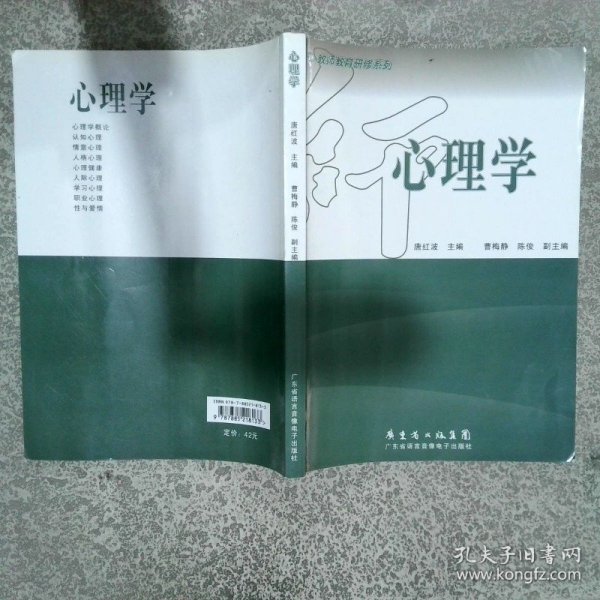 心理学
心理学概论
认知心理
情意心理
人格心理
心理健康
人际心理
学习心理
职业心理
性与爱情
定价：42元
心理学
唐红波 主编 曹梅静 陈俊 副主编
广东省语言音像电子出版社
教师教育研修系列
师
心理学
唐红波 主编 曹梅静 陈俊 副主编
广东省出版集团
广东省语言音像电子出版社
孔夫子旧书网
www.kongfz.com